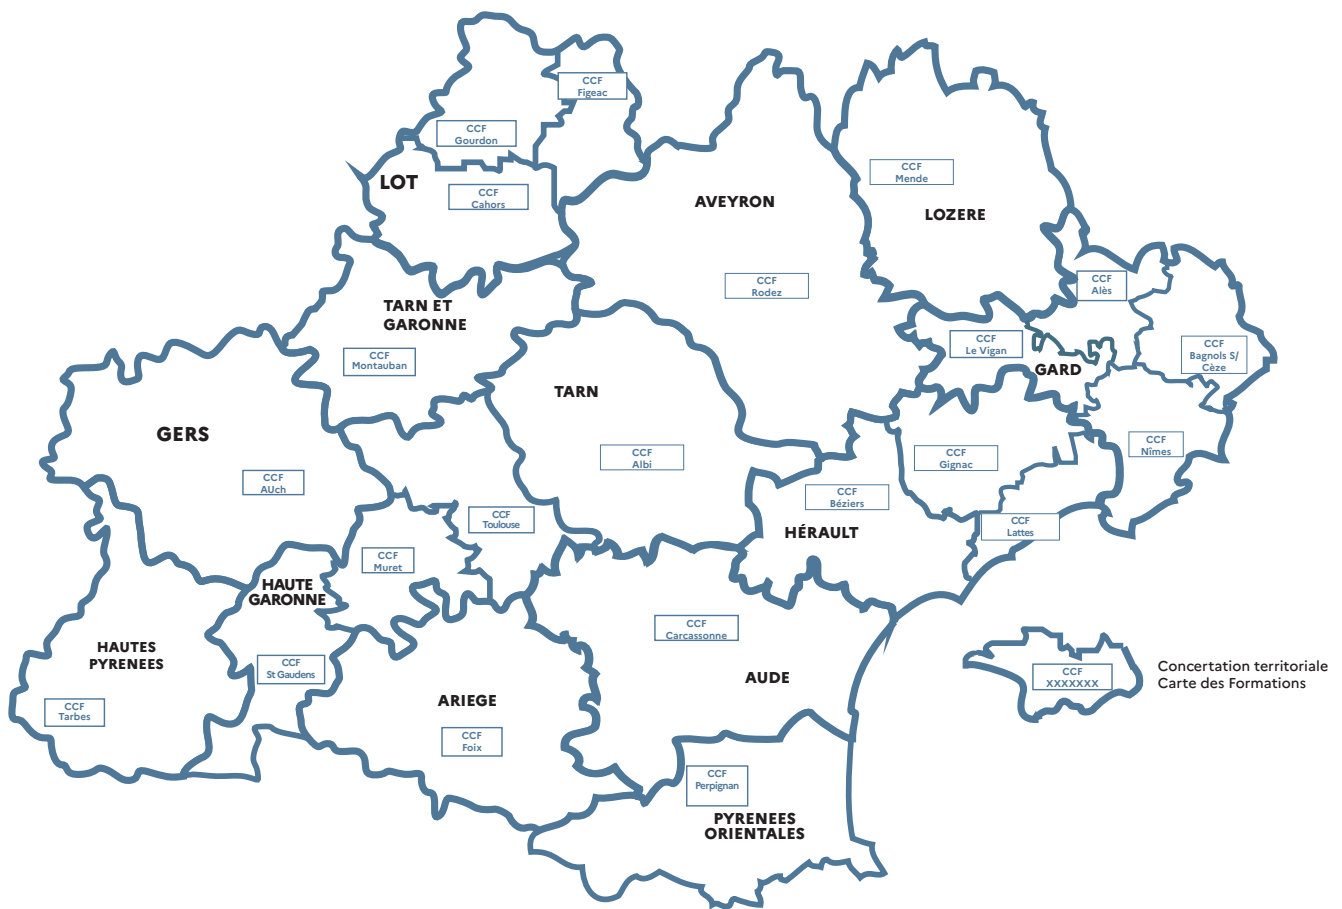 CCF
Figeac
CCF
Gourdon
LOT
CCF
Cahors
AVEYRON
CCF
Mende
LOZERE
CCF
Rodez
CCF
Alès
TARN ET
GARONNE
CCF
Montauban
CCF
Le Vigan
GARD
CCF
Bagnols S/
Cèze
TARN
GERS
CCF
AUch
CCF
Albi
CCF
Gignac
CCF
Nîmes
CCF
Béziers
CCF
Toulouse
CCF
Lattes
HÉRAULT
CCF
Muret
HAUTE
GARONNE
CCF
Carcassonne
HAUTES
PYRENEES
CCF
St Gaudens
CCF
Tarbes
ARIEGE
CCF
Foix
AUDE
CCF
XXXXXXX
Concertation territoriale
Carte des Formations
CCF
Perpignan
PYRENEES
ORIENTALES